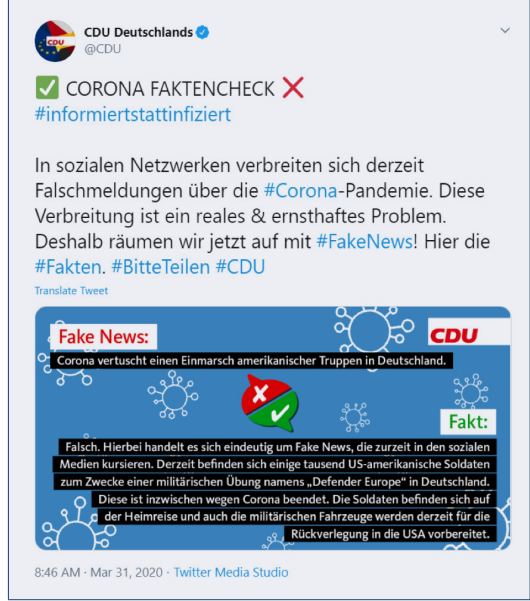 CDU Deutschlands
@CDU
✅ CORONA FAKTENCHECK ❌
#informiertstattinfiziert
In sozialen Netzwerken verbreiten sich derzeit
Falschmeldungen über die #Corona-Pandemie. Diese
Verbreitung ist ein reales & ernsthaftes Problem.
Deshalb räumen wir jetzt auf mit #FakeNews! Hier die
#Fakten. #BitteTeilen #CDU
Translate Tweet
CDU
Fake News:
Corona vertuscht einen Einmarsch amerikanischer Truppen in Deutschland.
Fakt:
Falsch. Hierbei handelt es sich eindeutig um Fake News, die zurzeit in den sozialen
Medien kursieren. Derzeit befinden sich einige tausend US-amerikanische Soldaten
zum Zwecke einer militärischen Übung namens „Defender Europe“ in Deutschland.
Diese ist inzwischen wegen Corona beendet. Die Soldaten befinden sich auf
der Heimreise und auch die militärischen Fahrzeuge werden derzeit für die
Rückverlegung in die USA vorbereitet.
8:46 AM · Mar 31, 2020 · Twitter Media Studio